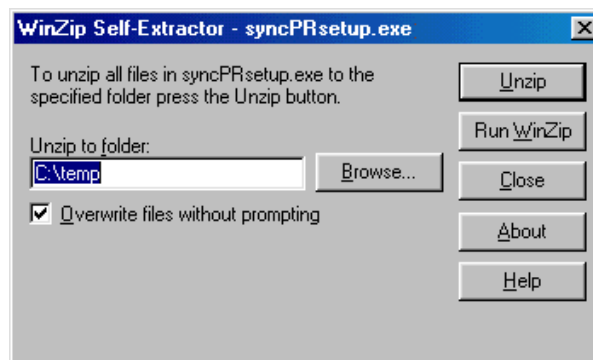 WinZip Self-Extractor - syncPRsetup.exe
To unzip all files in syncPRsetup.exe to the
specified folder press the Unzip button.
Unzip to folder:
C:\temp
Browse...
Overwrite files without prompting
Unzip
Run WinZip
Close
About
Help